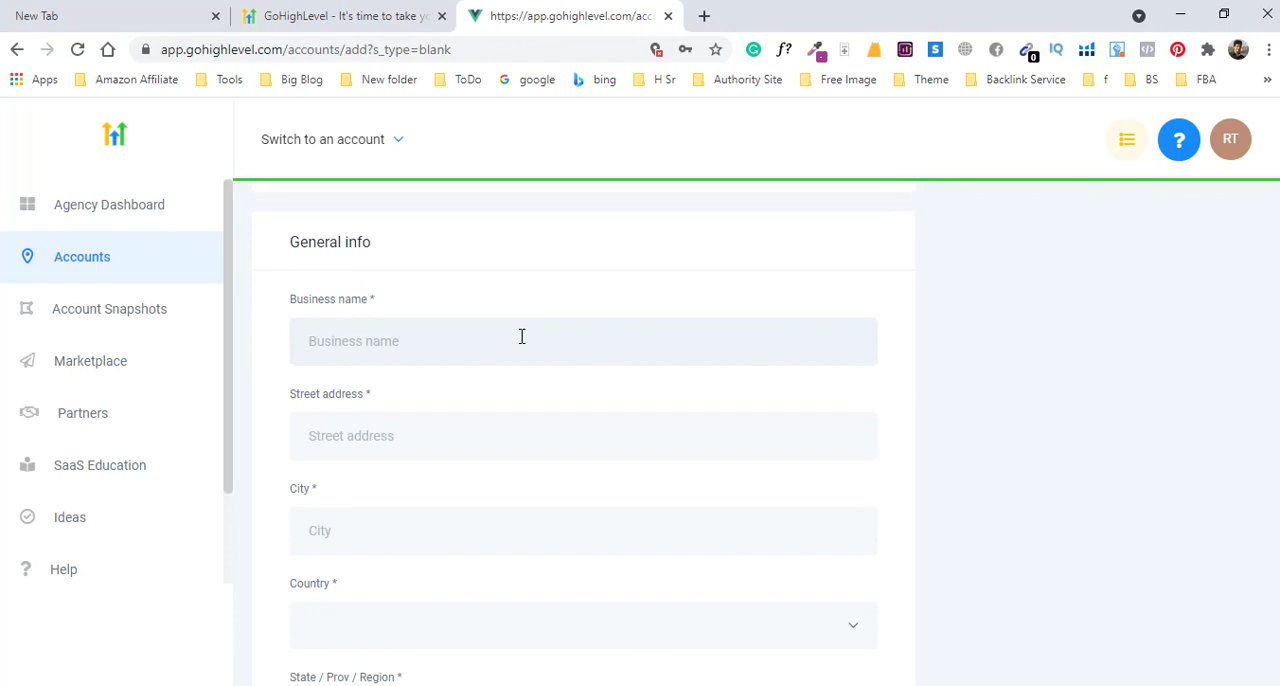 New Tab
GoHighLevel - It's time to take yo
https://app.gohighlevel.com/acco
app.gohighlevel.com/accounts/add?s_type=blank
Apps
Amazon Affiliate
Tools
Big Blog
New folder
ToDo
google
bing
H Sr
Authority Site
Free Image
Theme
Backlink Service
f
BS
FBA
Switch to an account
RT
Agency Dashboard
Accounts
Account Snapshots
Marketplace
Partners
SaaS Education
Ideas
Help
General info
Business name *
Business name
Street address *
Street address
City *
City
Country *
State / Prov / Region *